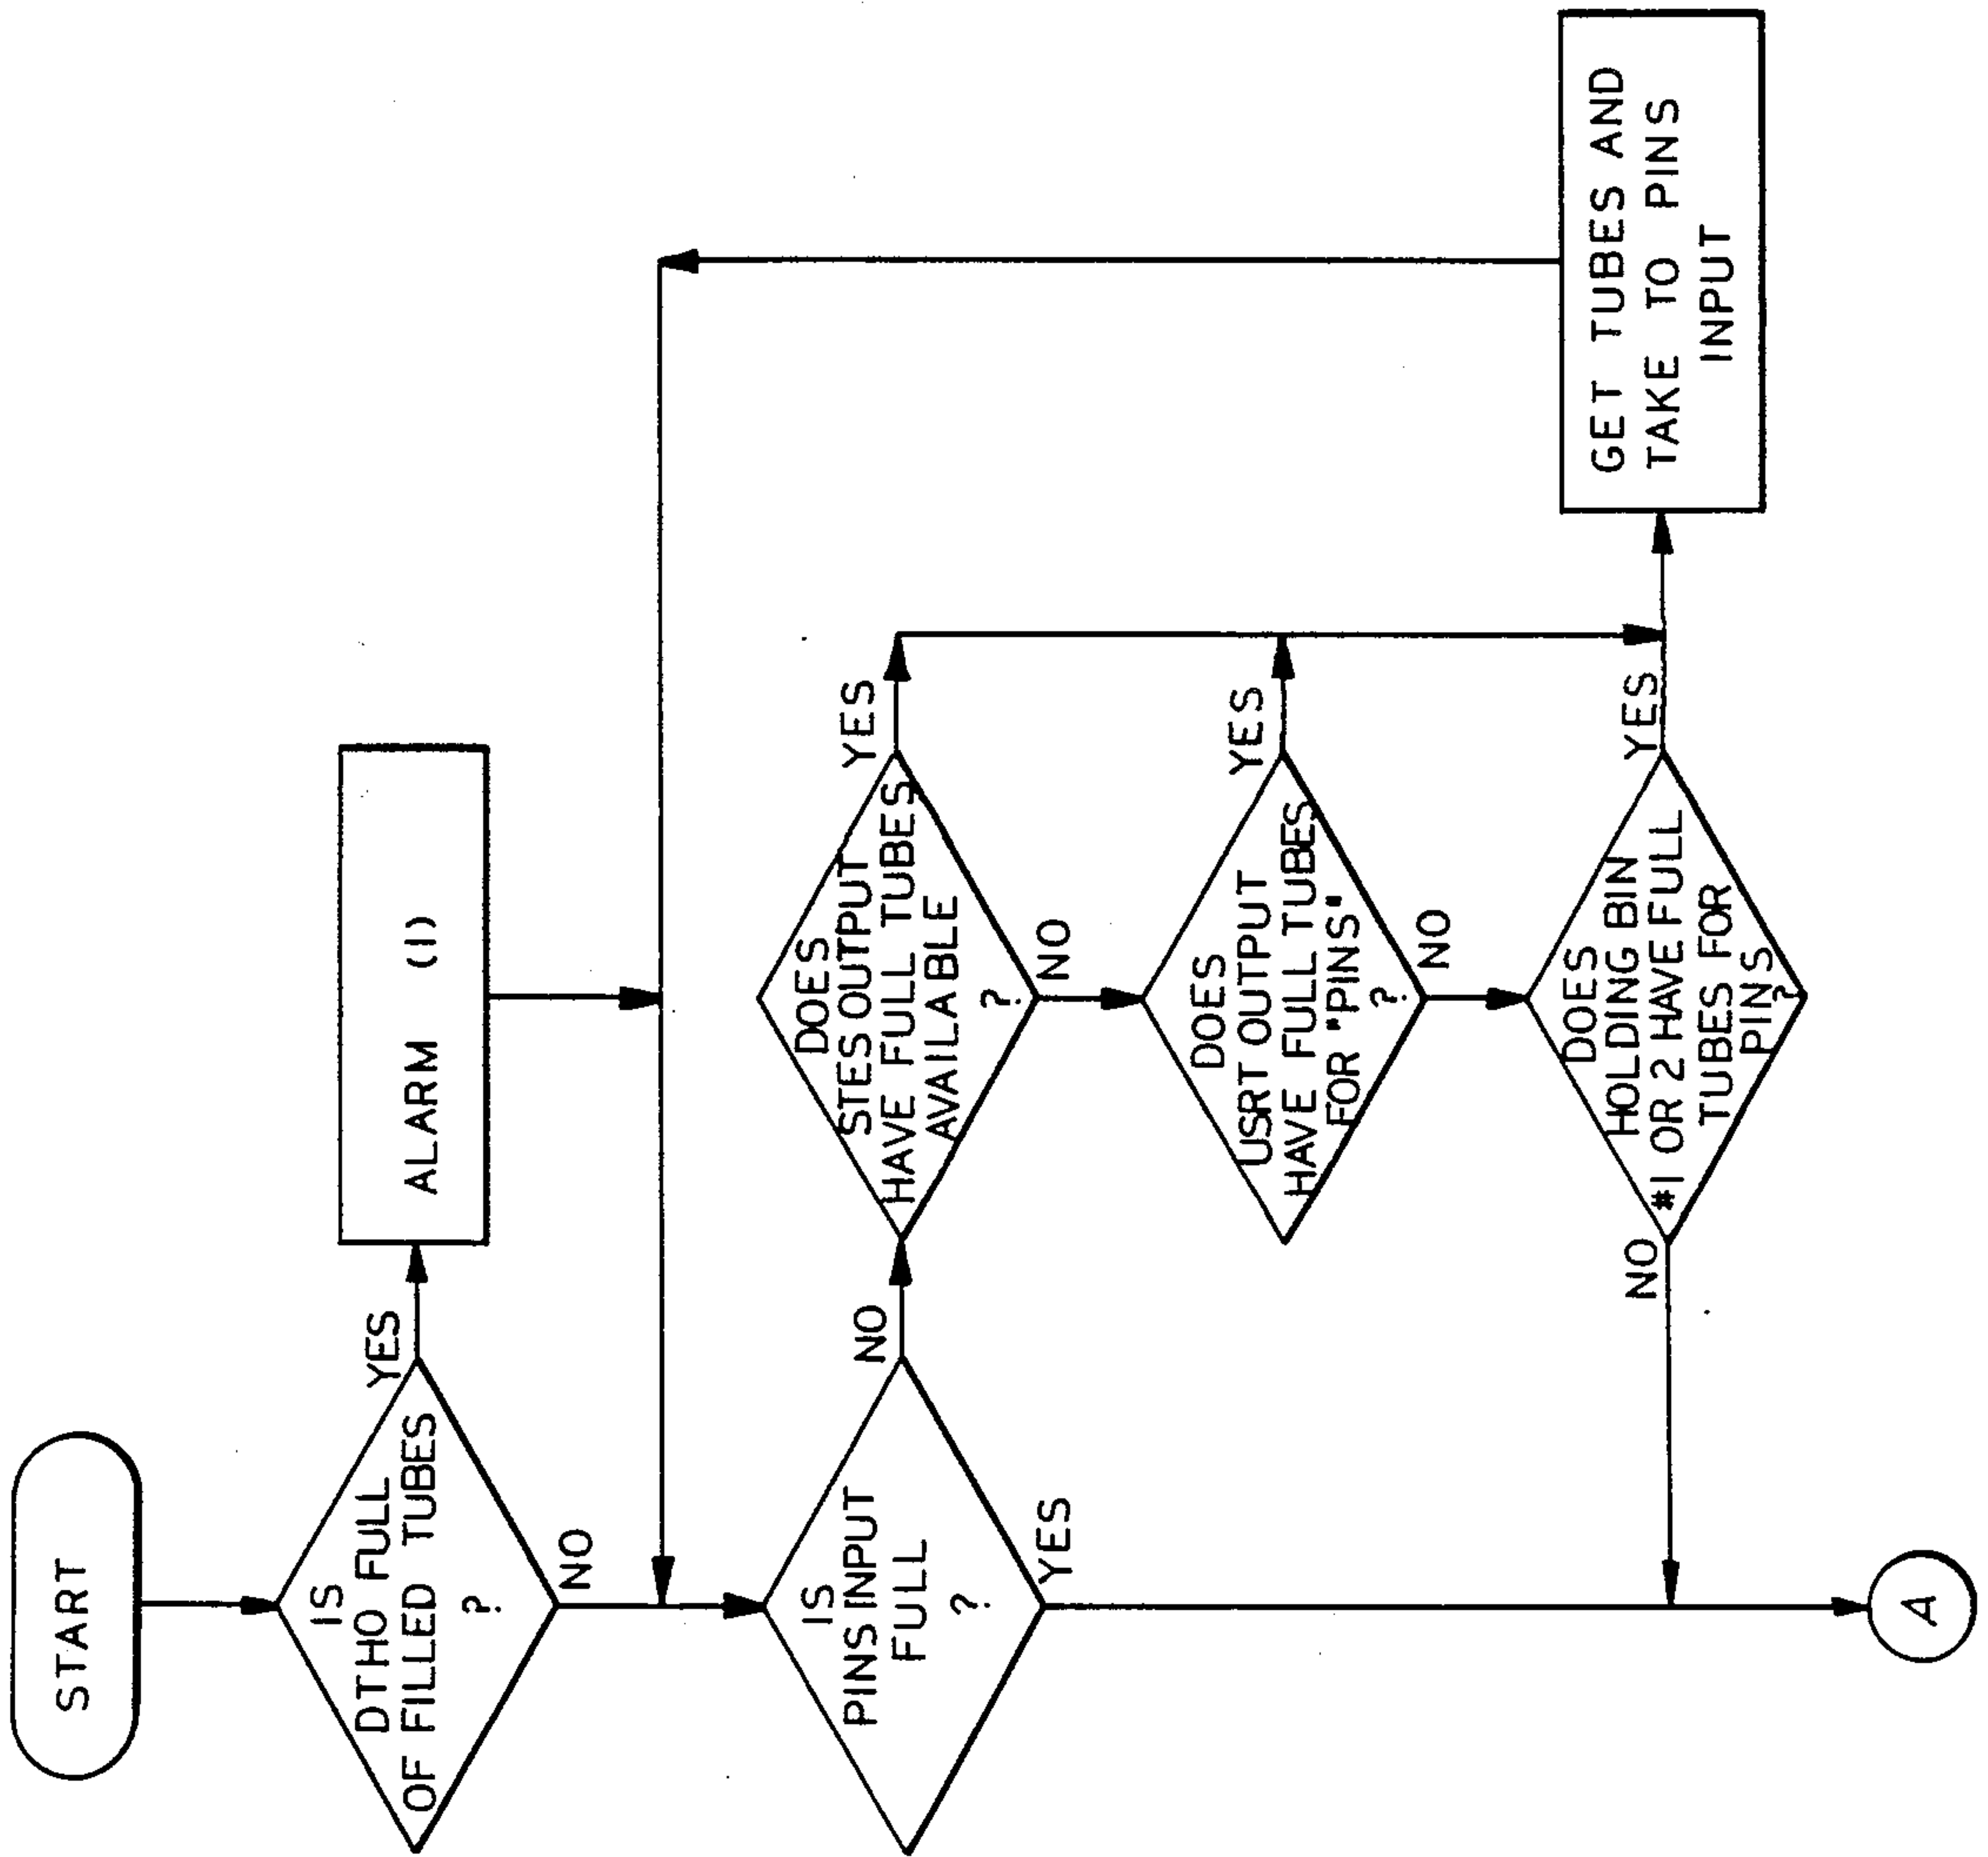 START
IS
DTHO FULL
OF FILLED TUBES
?
YES
NO
ALARM (1)
IS
PINS INPUT
FULL
?
NO
YES
DOES
STES OUTPUT
HAVE FULL TUBES
AVAILABLE
?
YES
NO
DOES
USRT OUTPUT
HAVE FULL TUBES
FOR "PINS"
?
YES
NO
DOES
HOLDING BIN
#1 OR 2 HAVE FULL
TUBES FOR
PINS
?
YES
NO
GET TUBES AND
TAKE TO PINS
INPUT
A